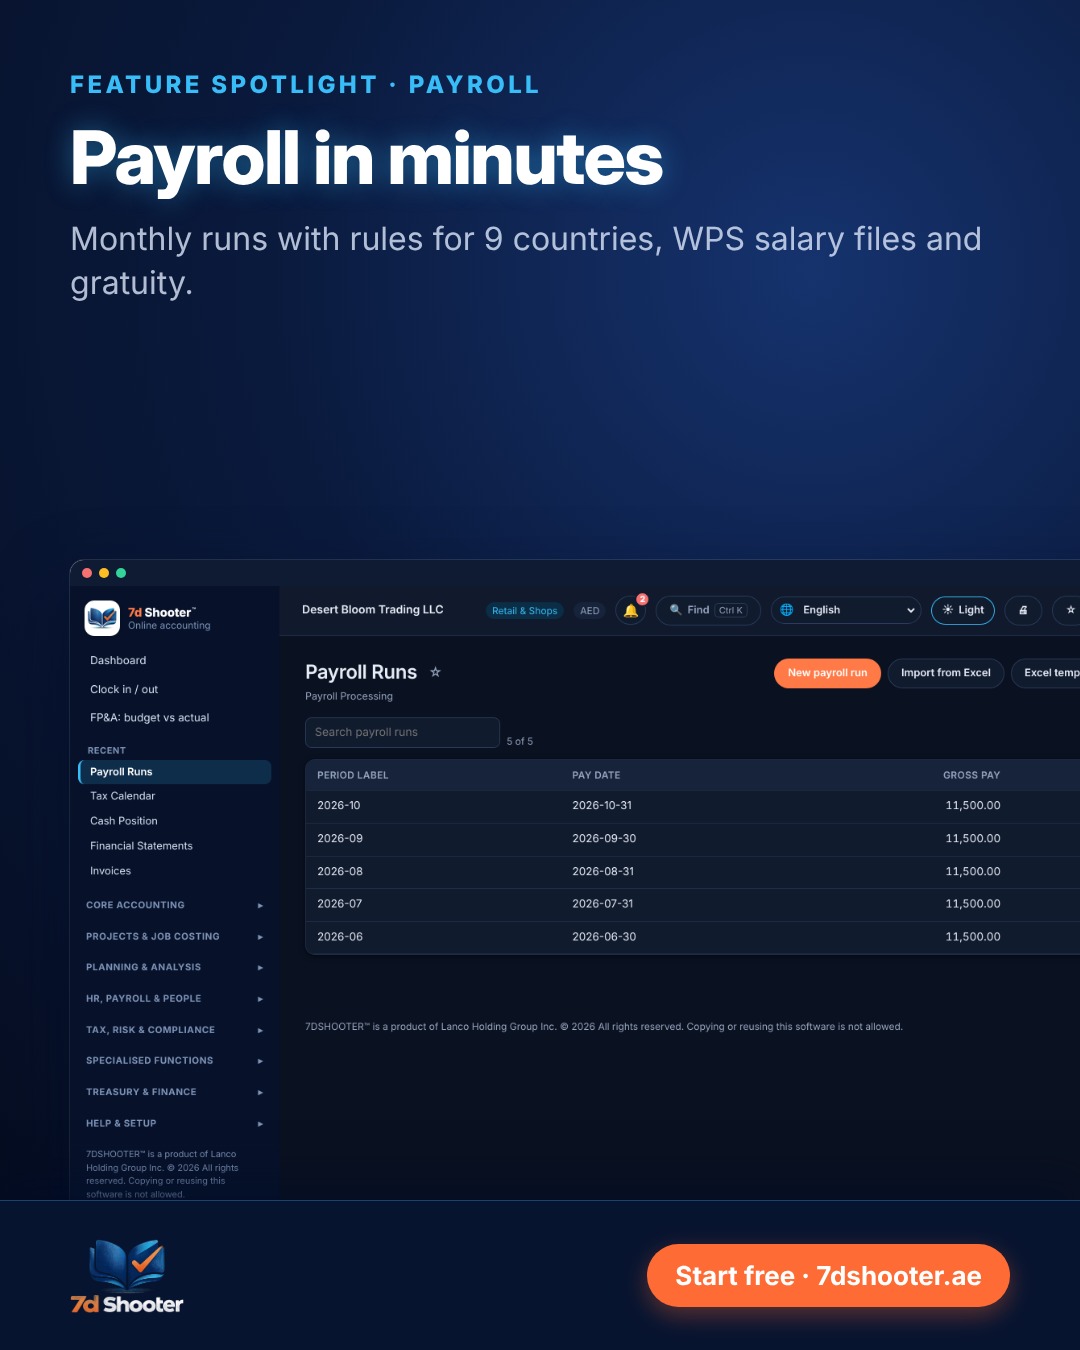 FEATURE SPOTLIGHT · PAYROLL
Payroll in minutes
Monthly runs with rules for 9 countries, WPS salary files and
gratuity.
7d Shooter™
Online accounting
Desert Bloom Trading LLC
Retail & Shops
AED
2
Find Ctrl K
English
Light
Dashboard
Clock in / out
FP&A: budget vs actual
RECENT
Payroll Runs
Tax Calendar
Cash Position
Financial Statements
Invoices
CORE ACCOUNTING
PROJECTS & JOB COSTING
PLANNING & ANALYSIS
HR, PAYROLL & PEOPLE
TAX, RISK & COMPLIANCE
SPECIALISED FUNCTIONS
TREASURY & FINANCE
HELP & SETUP
7DSHOOTER™ is a product of Lanco
Holding Group Inc. © 2026 All rights
reserved. Copying or reusing this
software is not allowed.
Payroll Runs
Payroll Processing
New payroll run
Import from Excel
Excel temp
Search payroll runs
5 of 5
PERIOD LABEL PAY DATE GROSS PAY
2026-10 2026-10-31 11,500.00
2026-09 2026-09-30 11,500.00
2026-08 2026-08-31 11,500.00
2026-07 2026-07-31 11,500.00
2026-06 2026-06-30 11,500.00
7DSHOOTER™ is a product of Lanco Holding Group Inc. © 2026 All rights reserved. Copying or reusing this software is not allowed.
7d Shooter
Start free · 7dshooter.ae